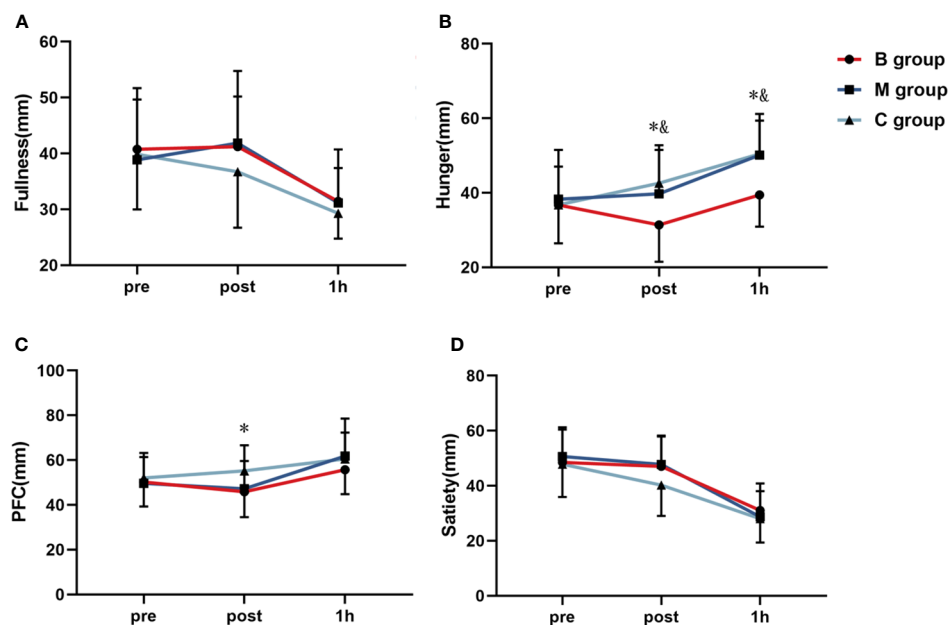 A
Fullness(mm)
60
50
40
30
20
pre post 1h
B
Hunger(mm)
80
60
40
20
*& *&
pre post 1h
B group
M group
C group
C
PFC(mm)
100
80
60
40
20
0
*
pre post 1h
D
Satiety(mm)
80
60
40
20
0
pre post 1h